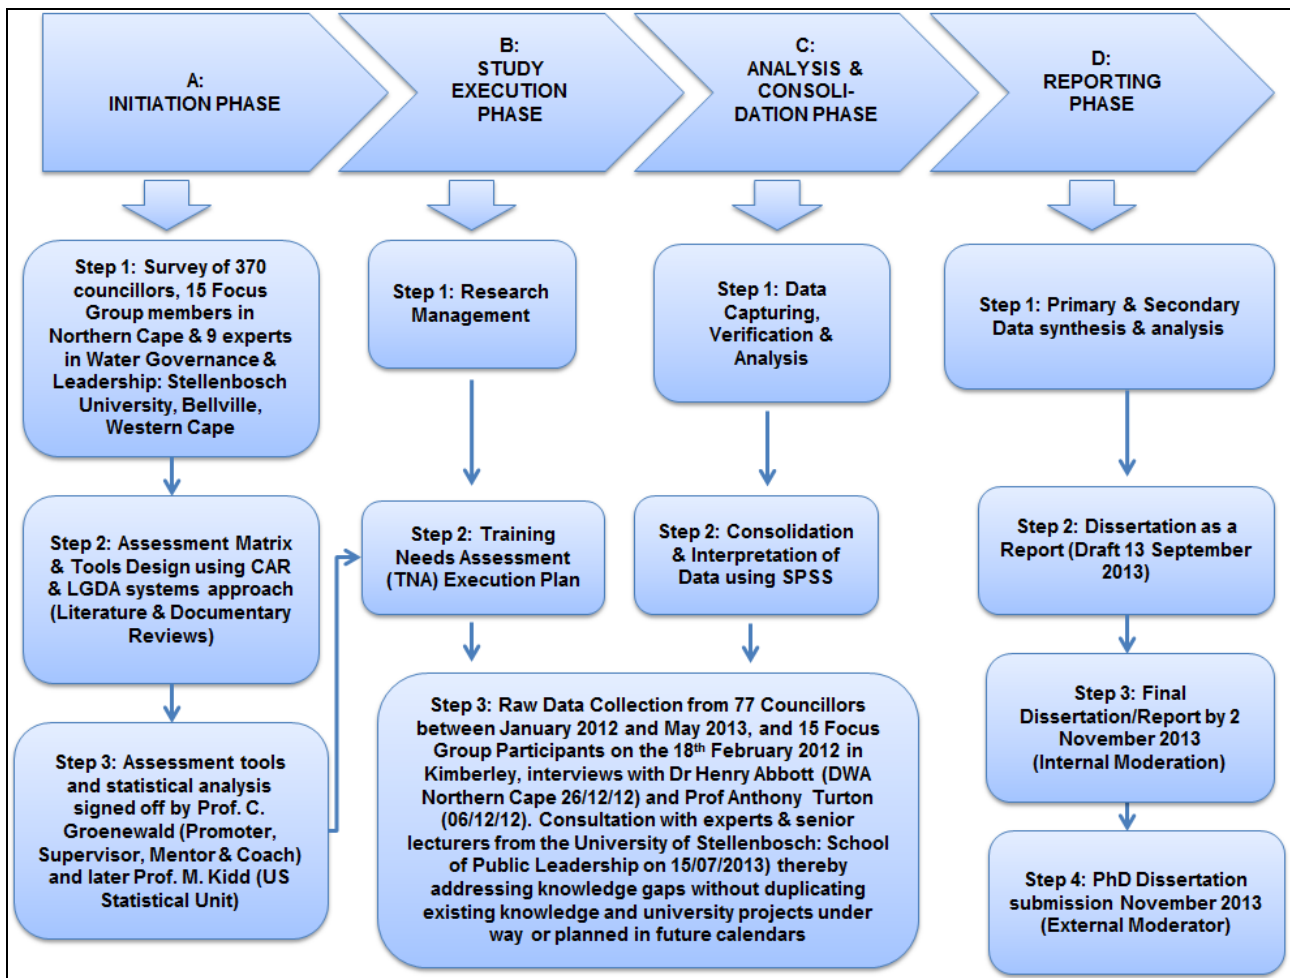 A:
INITIATION PHASE
B:
STUDY
EXECUTION
PHASE
C:
ANALYSIS &
CONSOLI-
DATION PHASE
D:
REPORTING
PHASE
Step 1: Survey of 370
councillors, 15 Focus
Group members in
Northern Cape & 9 experts
in Water Governance &
Leadership: Stellenbosch
University, Bellville,
Western Cape
Step 2: Assessment Matrix
& Tools Design using CAR
& LGDA systems approach
(Literature & Documentary
Reviews)
Step 3: Assessment tools
and statistical analysis
signed off by Prof. C.
Groenewald (Promoter,
Supervisor, Mentor & Coach)
and later Prof. M. Kidd (US
Statistical Unit)
Step 1: Research
Management
Step 2: Training
Needs Assessment
(TNA) Execution Plan
Step 1: Data
Capturing,
Verification &
Analysis
Step 2: Consolidation
& Interpretation of
Data using SPSS
Step 3: Raw Data Collection from 77 Councillors
between January 2012 and May 2013, and 15 Focus
Group Participants on the 18th February 2012 in
Kimberley, interviews with Dr Henry Abbott (DWA
Northern Cape 26/12/12) and Prof Anthony Turton
(06/12/12). Consultation with experts & senior
lecturers from the University of Stellenbosch: School
of Public Leadership on 15/07/2013) thereby
addressing knowledge gaps without duplicating
existing knowledge and university projects under
way or planned in future calendars
Step 1: Primary & Secondary
Data synthesis & analysis
Step 2: Dissertation as a
Report (Draft 13 September
2013)
Step 3: Final
Dissertation/Report by 2
November 2013
(Internal Moderation)
Step 4: PhD Dissertation
submission November 2013
(External Moderator)